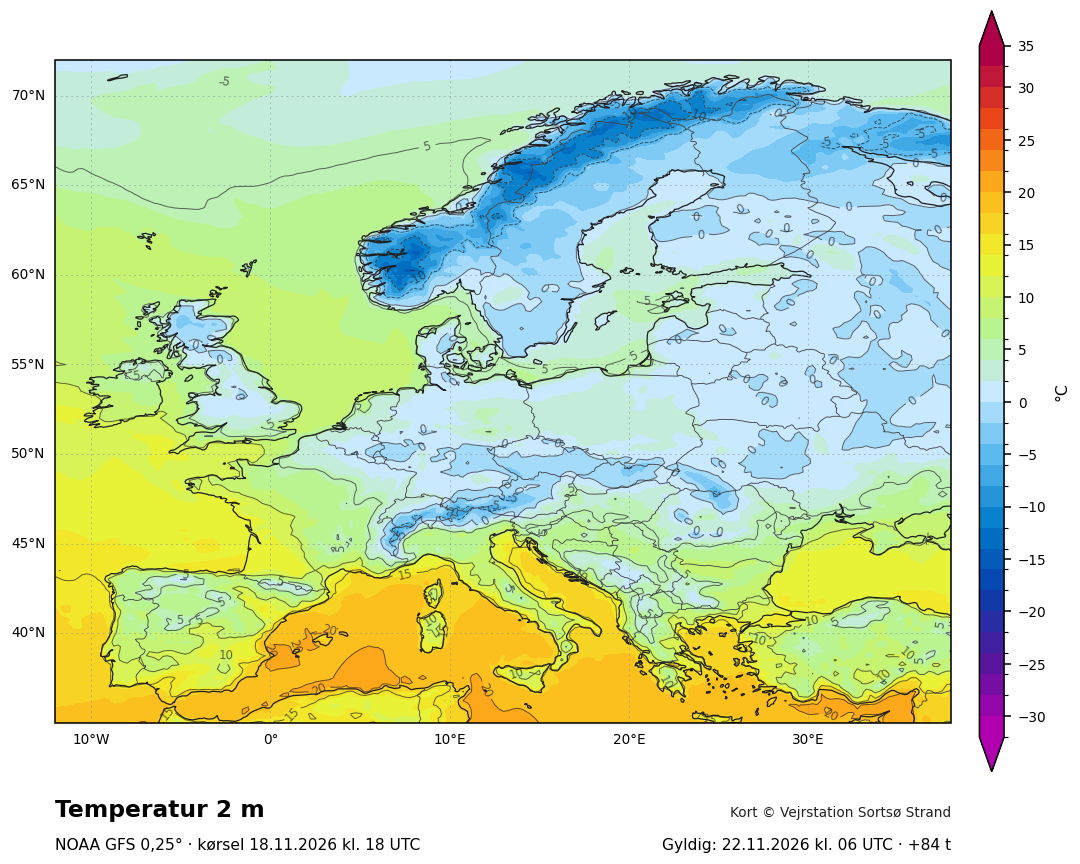 35
30
25
20
15
10
5
0
−5
−10
−15
−20
−25
−30
°C
70°N
65°N
60°N
55°N
50°N
45°N
40°N
10°W 0° 10°E 20°E 30°E
Temperatur 2 m
Kort © Vejrstation Sortsø Strand
NOAA GFS 0,25° · kørsel 18.11.2026 kl. 18 UTC
Gyldig: 22.11.2026 kl. 06 UTC · +84 t